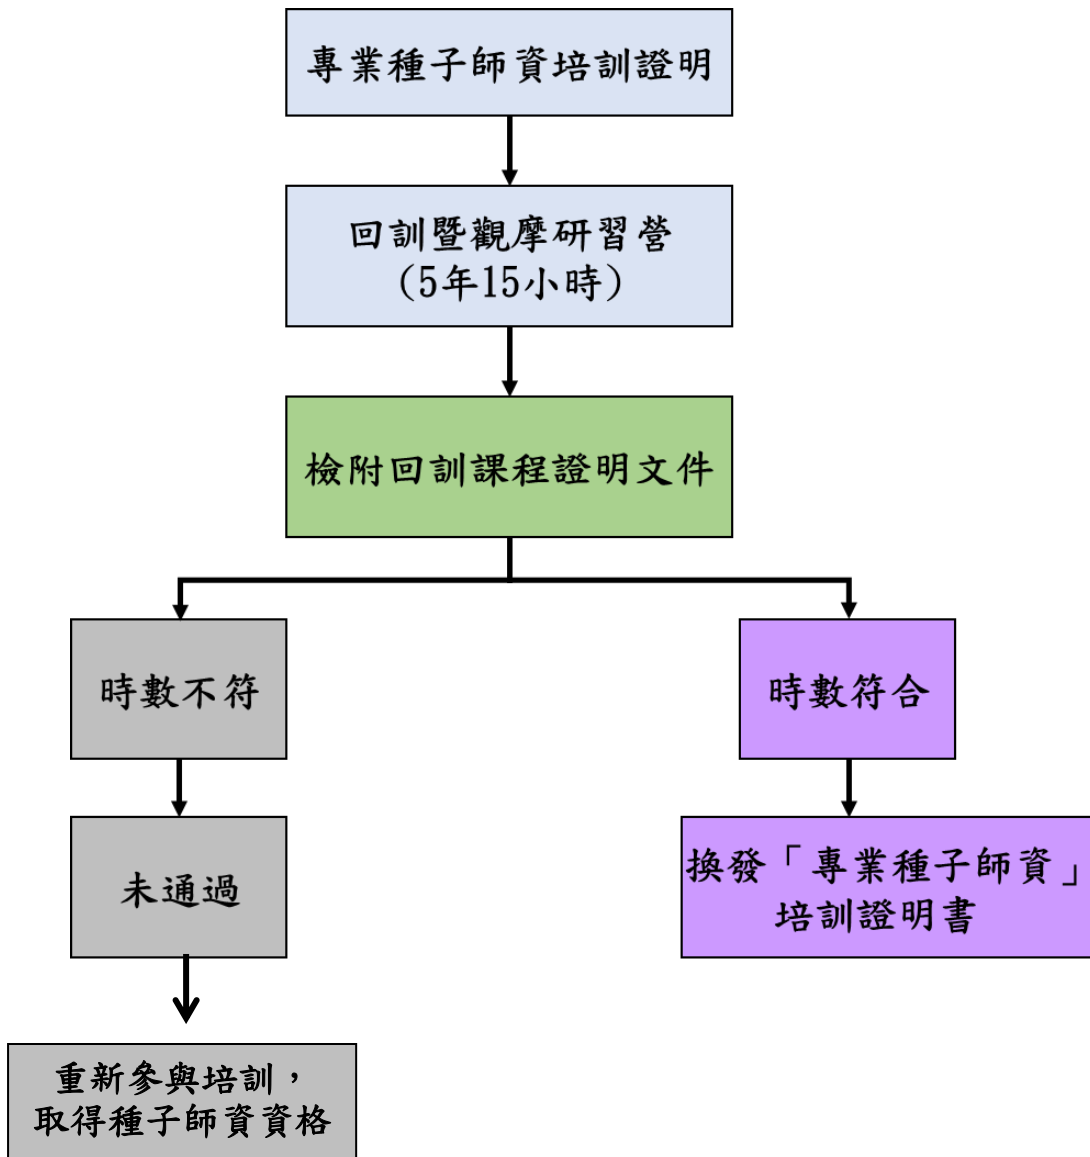 專業種子師資培訓證明
回訓暨觀摩研習營
(5年15小時)
檢附回訓課程證明文件
時數不符
時數符合
未通過
換發「專業種子師資」
培訓證明書
重新參與培訓，
取得種子師資資格